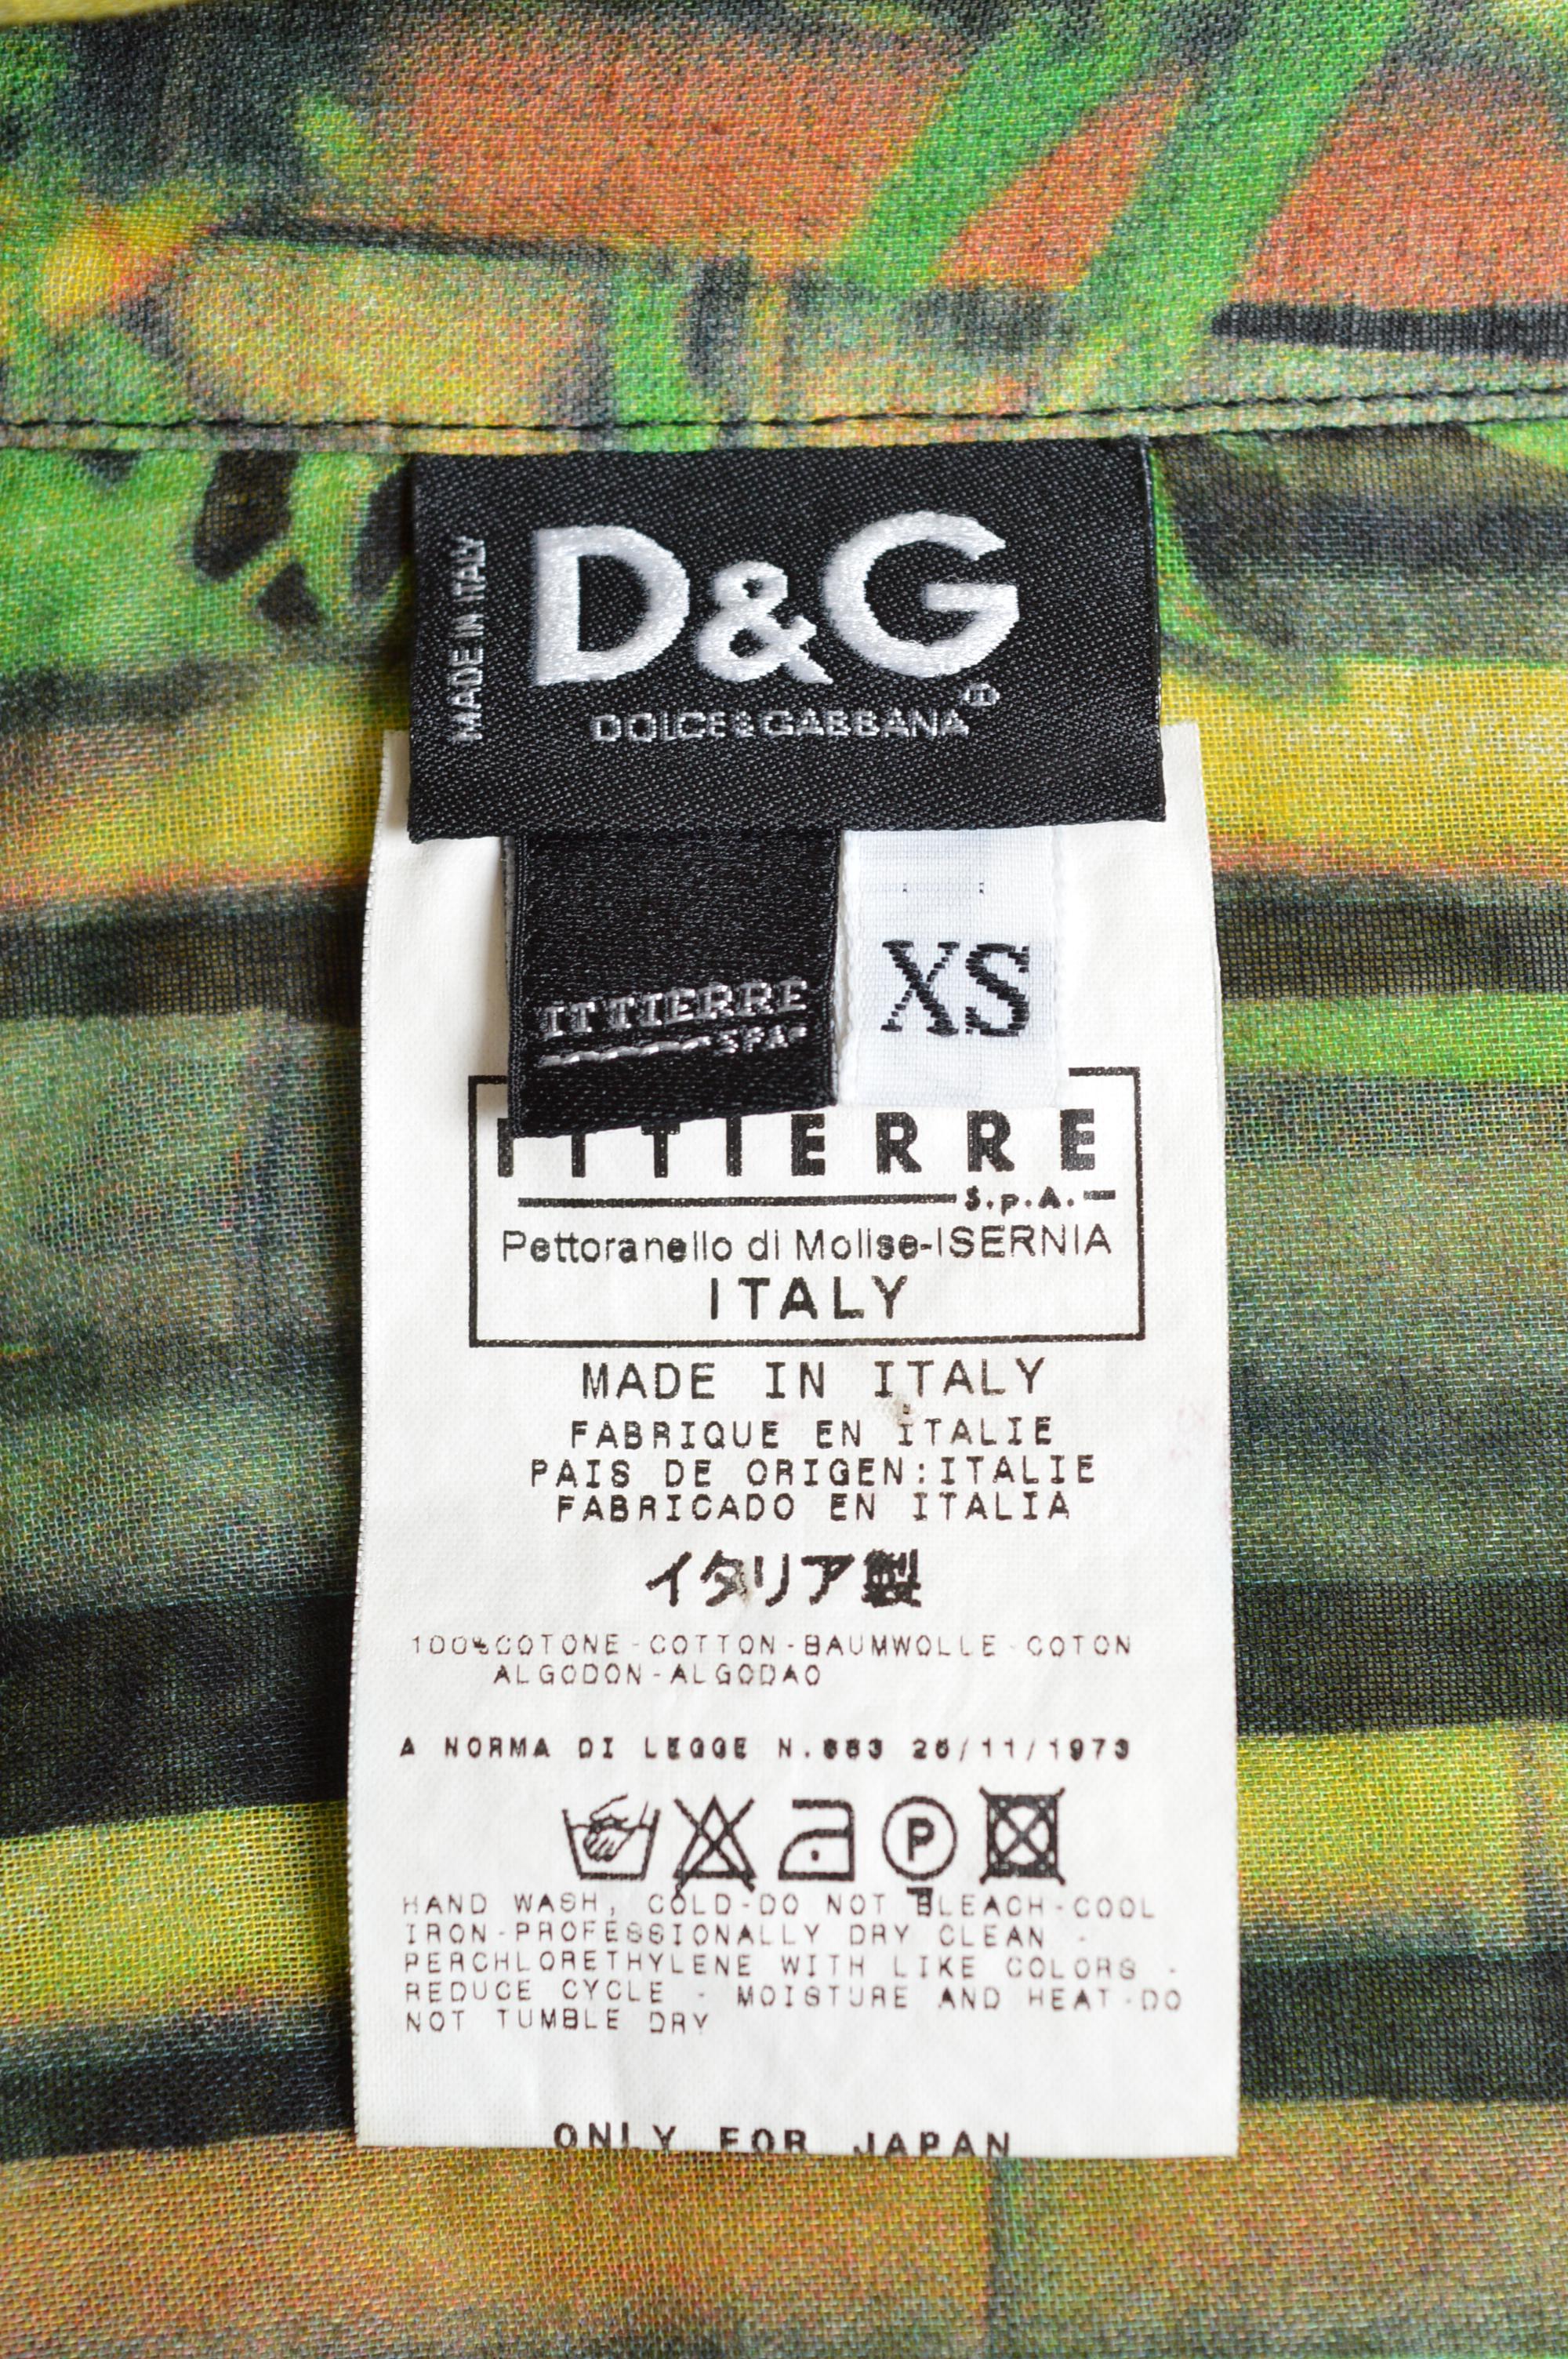 MADE IN ITALY
D&G
DOLCE & GABBANA
ITTIERRE
SPA
XS
ITTIERRE
S.p.A.
Pettoranello di Molise-ISERNIA
ITALY
MADE IN ITALY
FABRIQUE EN ITALIE
PAIS DE ORIGEN:ITALIE
FABRICADO EN ITALIA
イタリア製
100%COTONE-COTTON-BAUMWOLLE-COTON
ALGODON-ALGODAO
A NORMA DI LEGGE N.883 26/11/1973
P
HAND WASH, COLD-DO NOT BLEACH-COOL
IRON-PROFESSIONALLY DRY CLEAN -
PERCHLORETHYLENE WITH LIKE COLORS -
REDUCE CYCLE - MOISTURE AND HEAT-DO
NOT TUMBLE DRY
ONLY FOR JAPAN